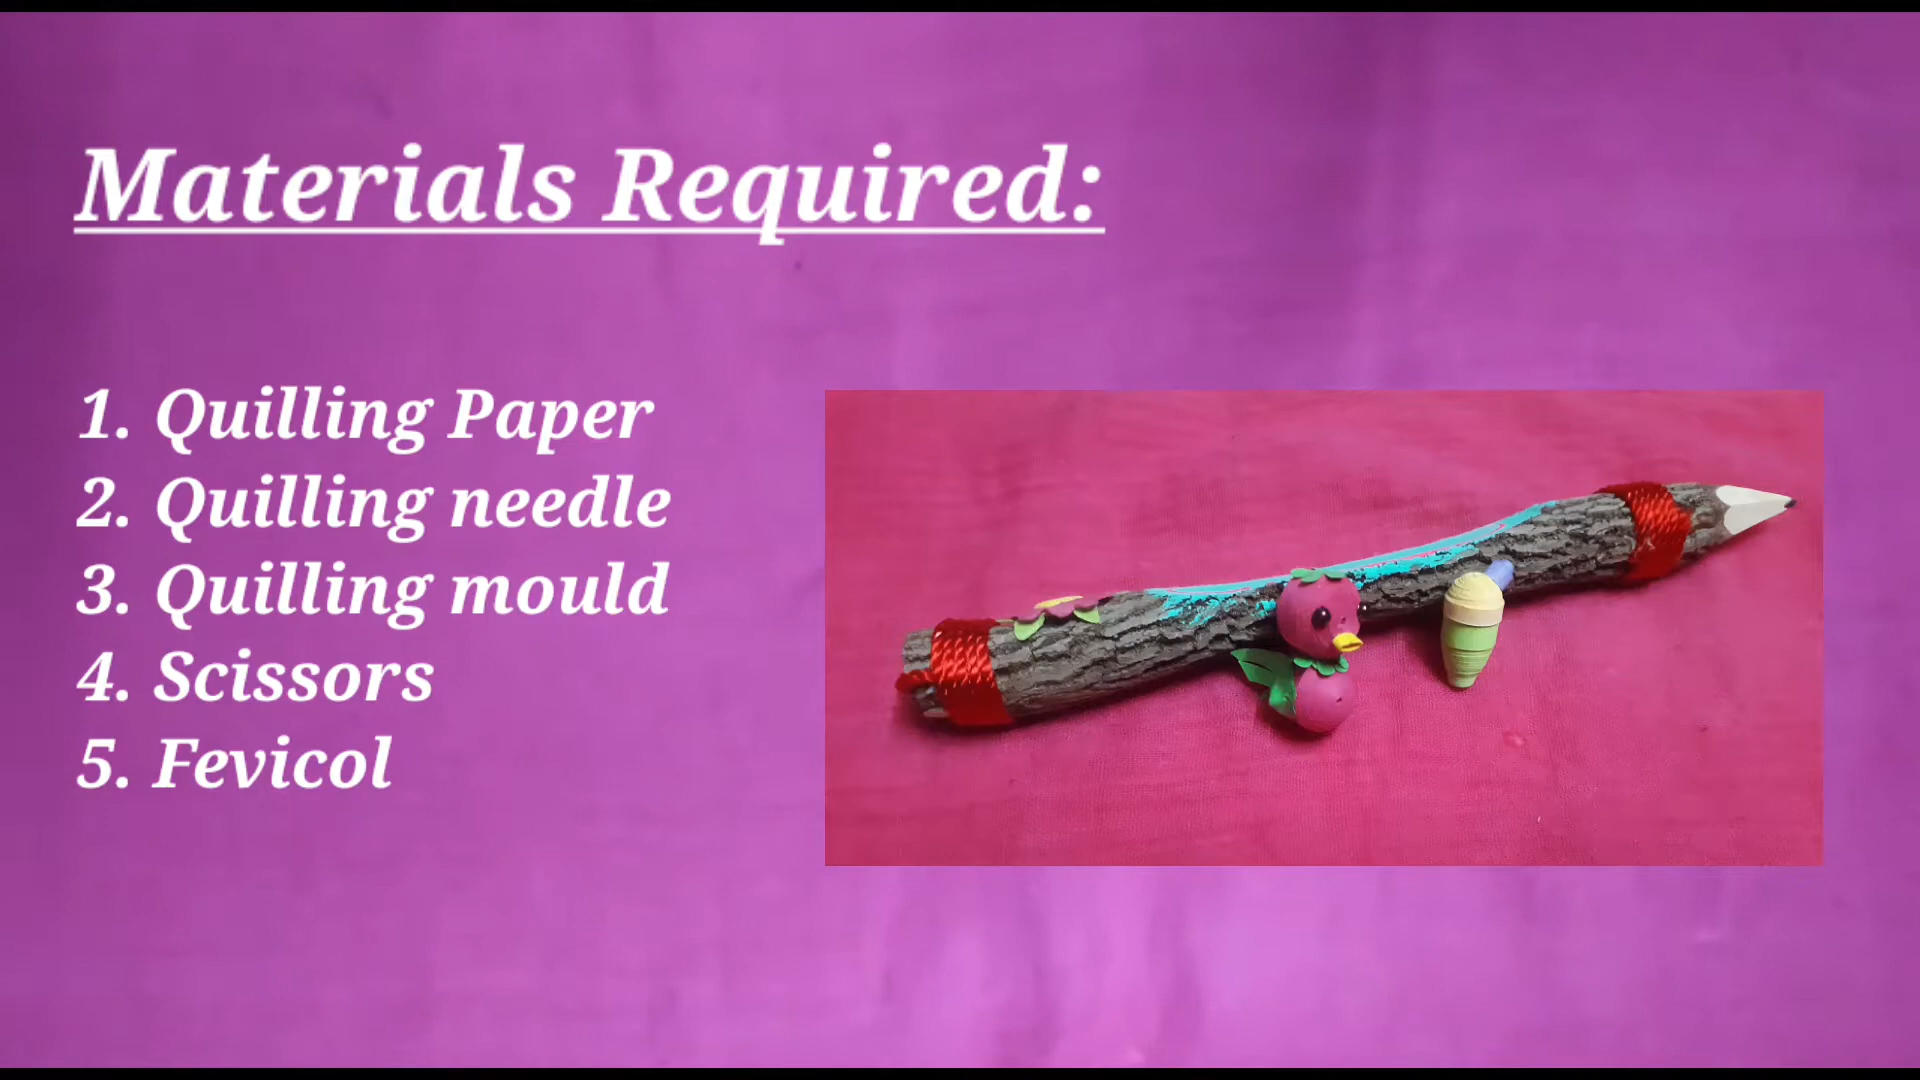 Materials Required:
1. Quilling Paper
2. Quilling needle
3. Quilling mould
4. Scissors
5. Fevicol